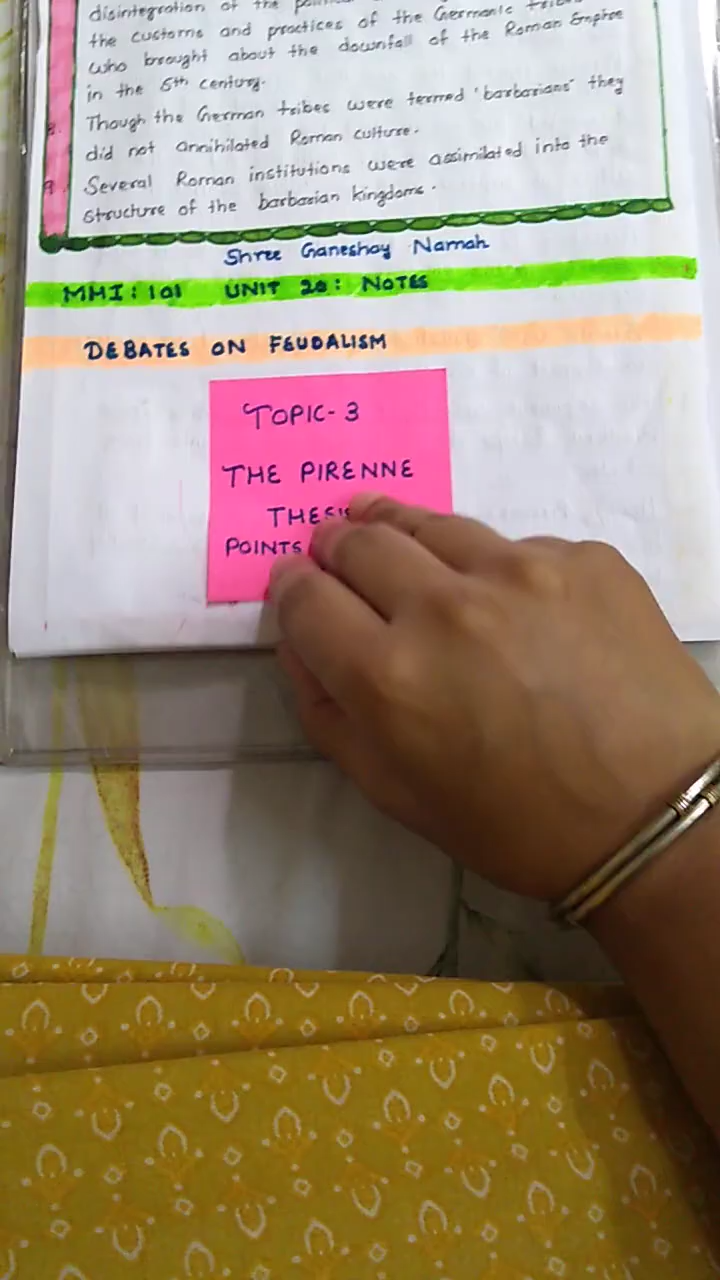 disintegration of the
the customs and practices of the Germanic
who brought about the downfall of the Roman Empire
in the 5th century.
8. Though the German tribes were termed 'barbarians' they
did not annihilated Roman culture.
9. Several Roman institutions were assimilated into the
structure of the barbarian kingdoms.
Shree Ganeshay Namah
MHI: 101 UNIT 20: NOTES
DEBATES ON FEUDALISM
TOPIC-3
THE PIRENNE
THESIS
POINTS